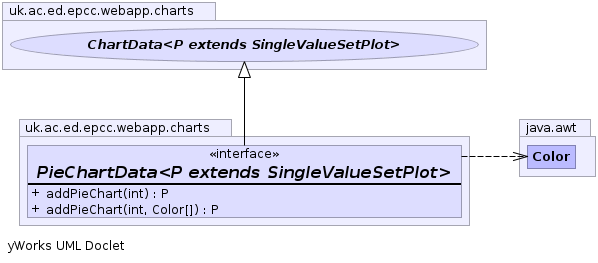 uk.ac.ed.epcc.webapp.charts
ChartData<P extends SingleValueSetPlot>
uk.ac.ed.epcc.webapp.charts
java.awt
«interface»
Color
PieChartData<P extends SingleValueSetPlot>
+ addPieChart(int) : P
+ addPieChart(int, Color[]) : P
yWorks UML Doclet